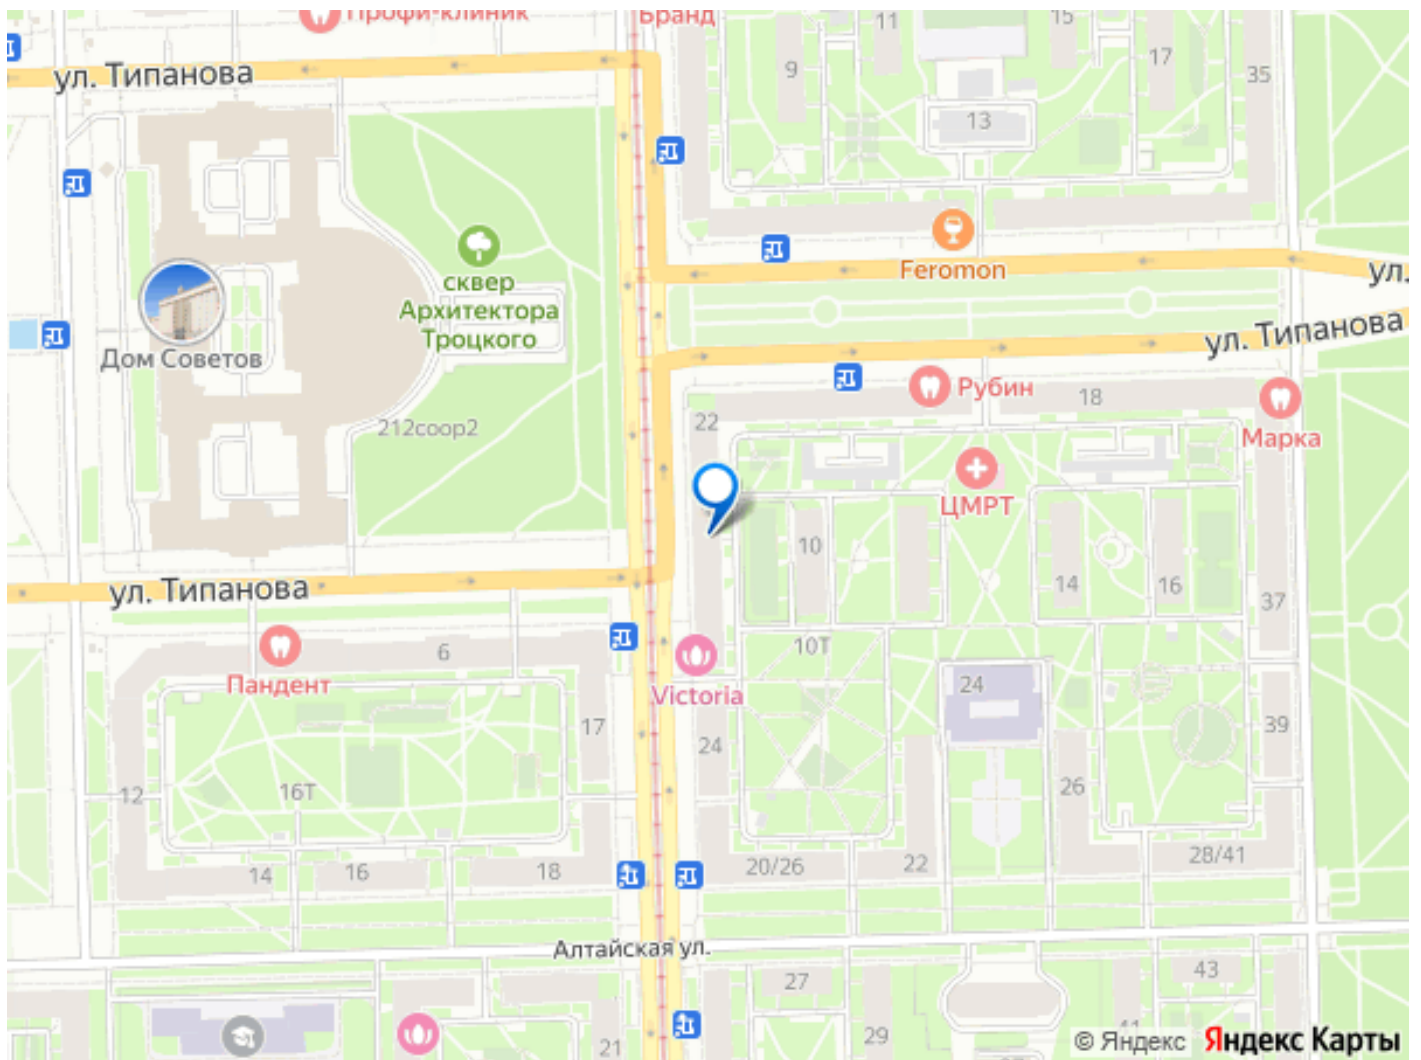 Профи-клиник
Бранд
11
15
17
9
35
ул. Типанова
13
сквер
Архитектора
Троцкого
Feromon
ул.
ул. Типанова
Дом Советов
Рубин
18
Марка
212соор2
22
ЦМРТ
10
14
16
37
ул. Типанова
6
Пандент
10Т
Victoria
24
17
24
39
26
12
16Т
14
16
18
20/26
22
28/41
Алтайская ул.
27
43
29
21
© Яндекс Яндекс Карты